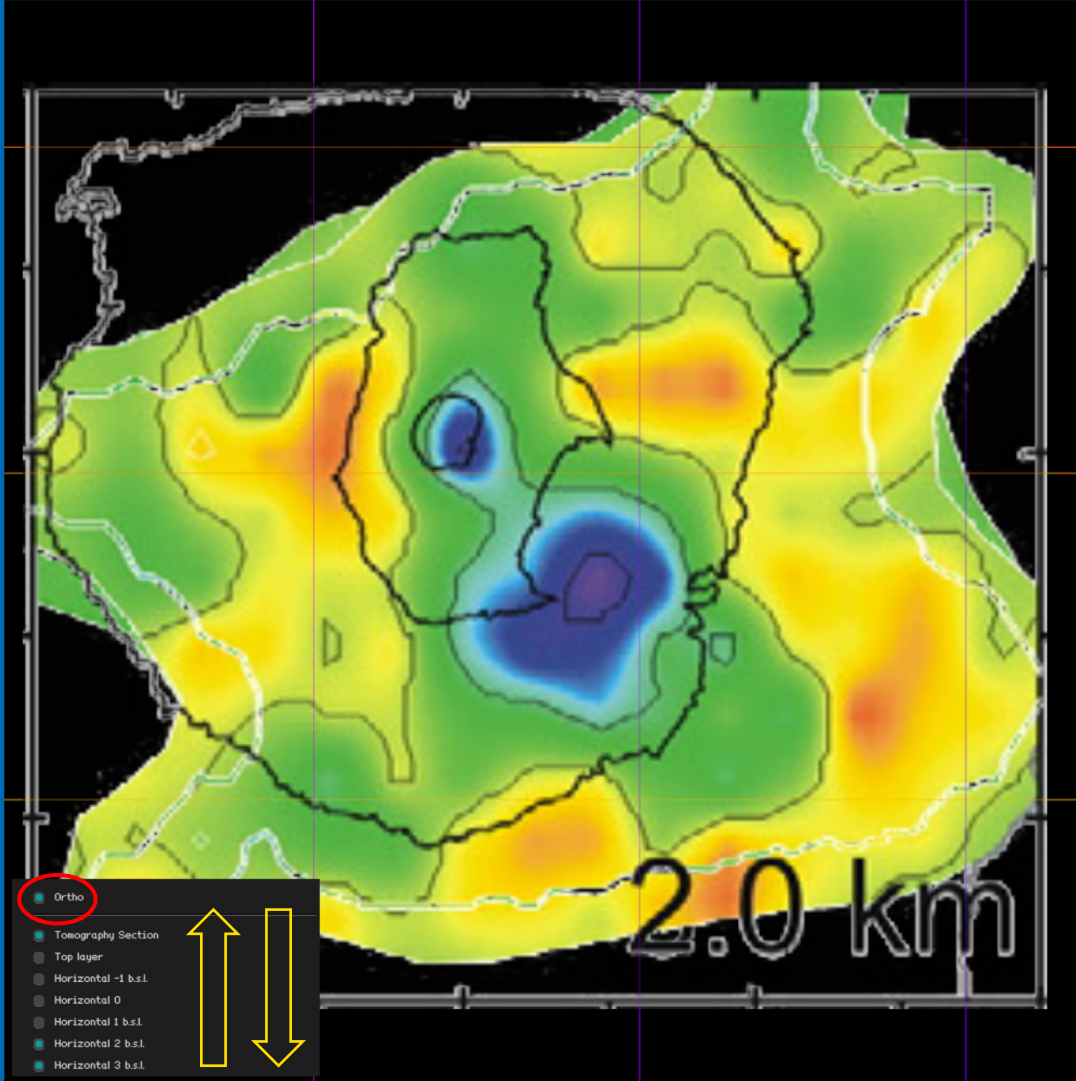 2.0 km
Ortho
Tomography Section
Top layer
Horizontal -1 b.s.l.
Horizontal 0
Horizontal 1 b.s.l.
Horizontal 2 b.s.l.
Horizontal 3 b.s.l.